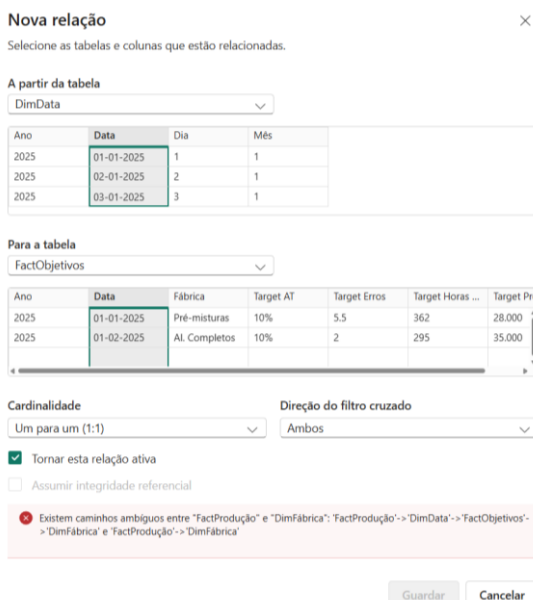 Nova relação
Selecione as tabelas e colunas que estão relacionadas.
A partir da tabela
DimData
Ano Data Dia Mês
2025 01-01-2025 1 1
2025 02-01-2025 2 1
2025 03-01-2025 3 1
Para a tabela
FactObjetivos
Ano Data Fábrica Target AT Target Erros Target Horas ... Target Pr
2025 01-01-2025 Pré-misturas 10% 5.5 362 28.000
2025 01-02-2025 Al. Completos 10% 2 295 35.000
Cardinalidade Direção do filtro cruzado
Um para um (1:1) Ambos
Tornar esta relação ativa
Assumir integridade referencial
Existem caminhos ambíguos entre "FactProdução" e "DimFábrica": 'FactProdução'->'DimData'->'FactObjetivos'-
>'DimFábrica' e 'FactProdução'->'DimFábrica'
Guardar Cancelar